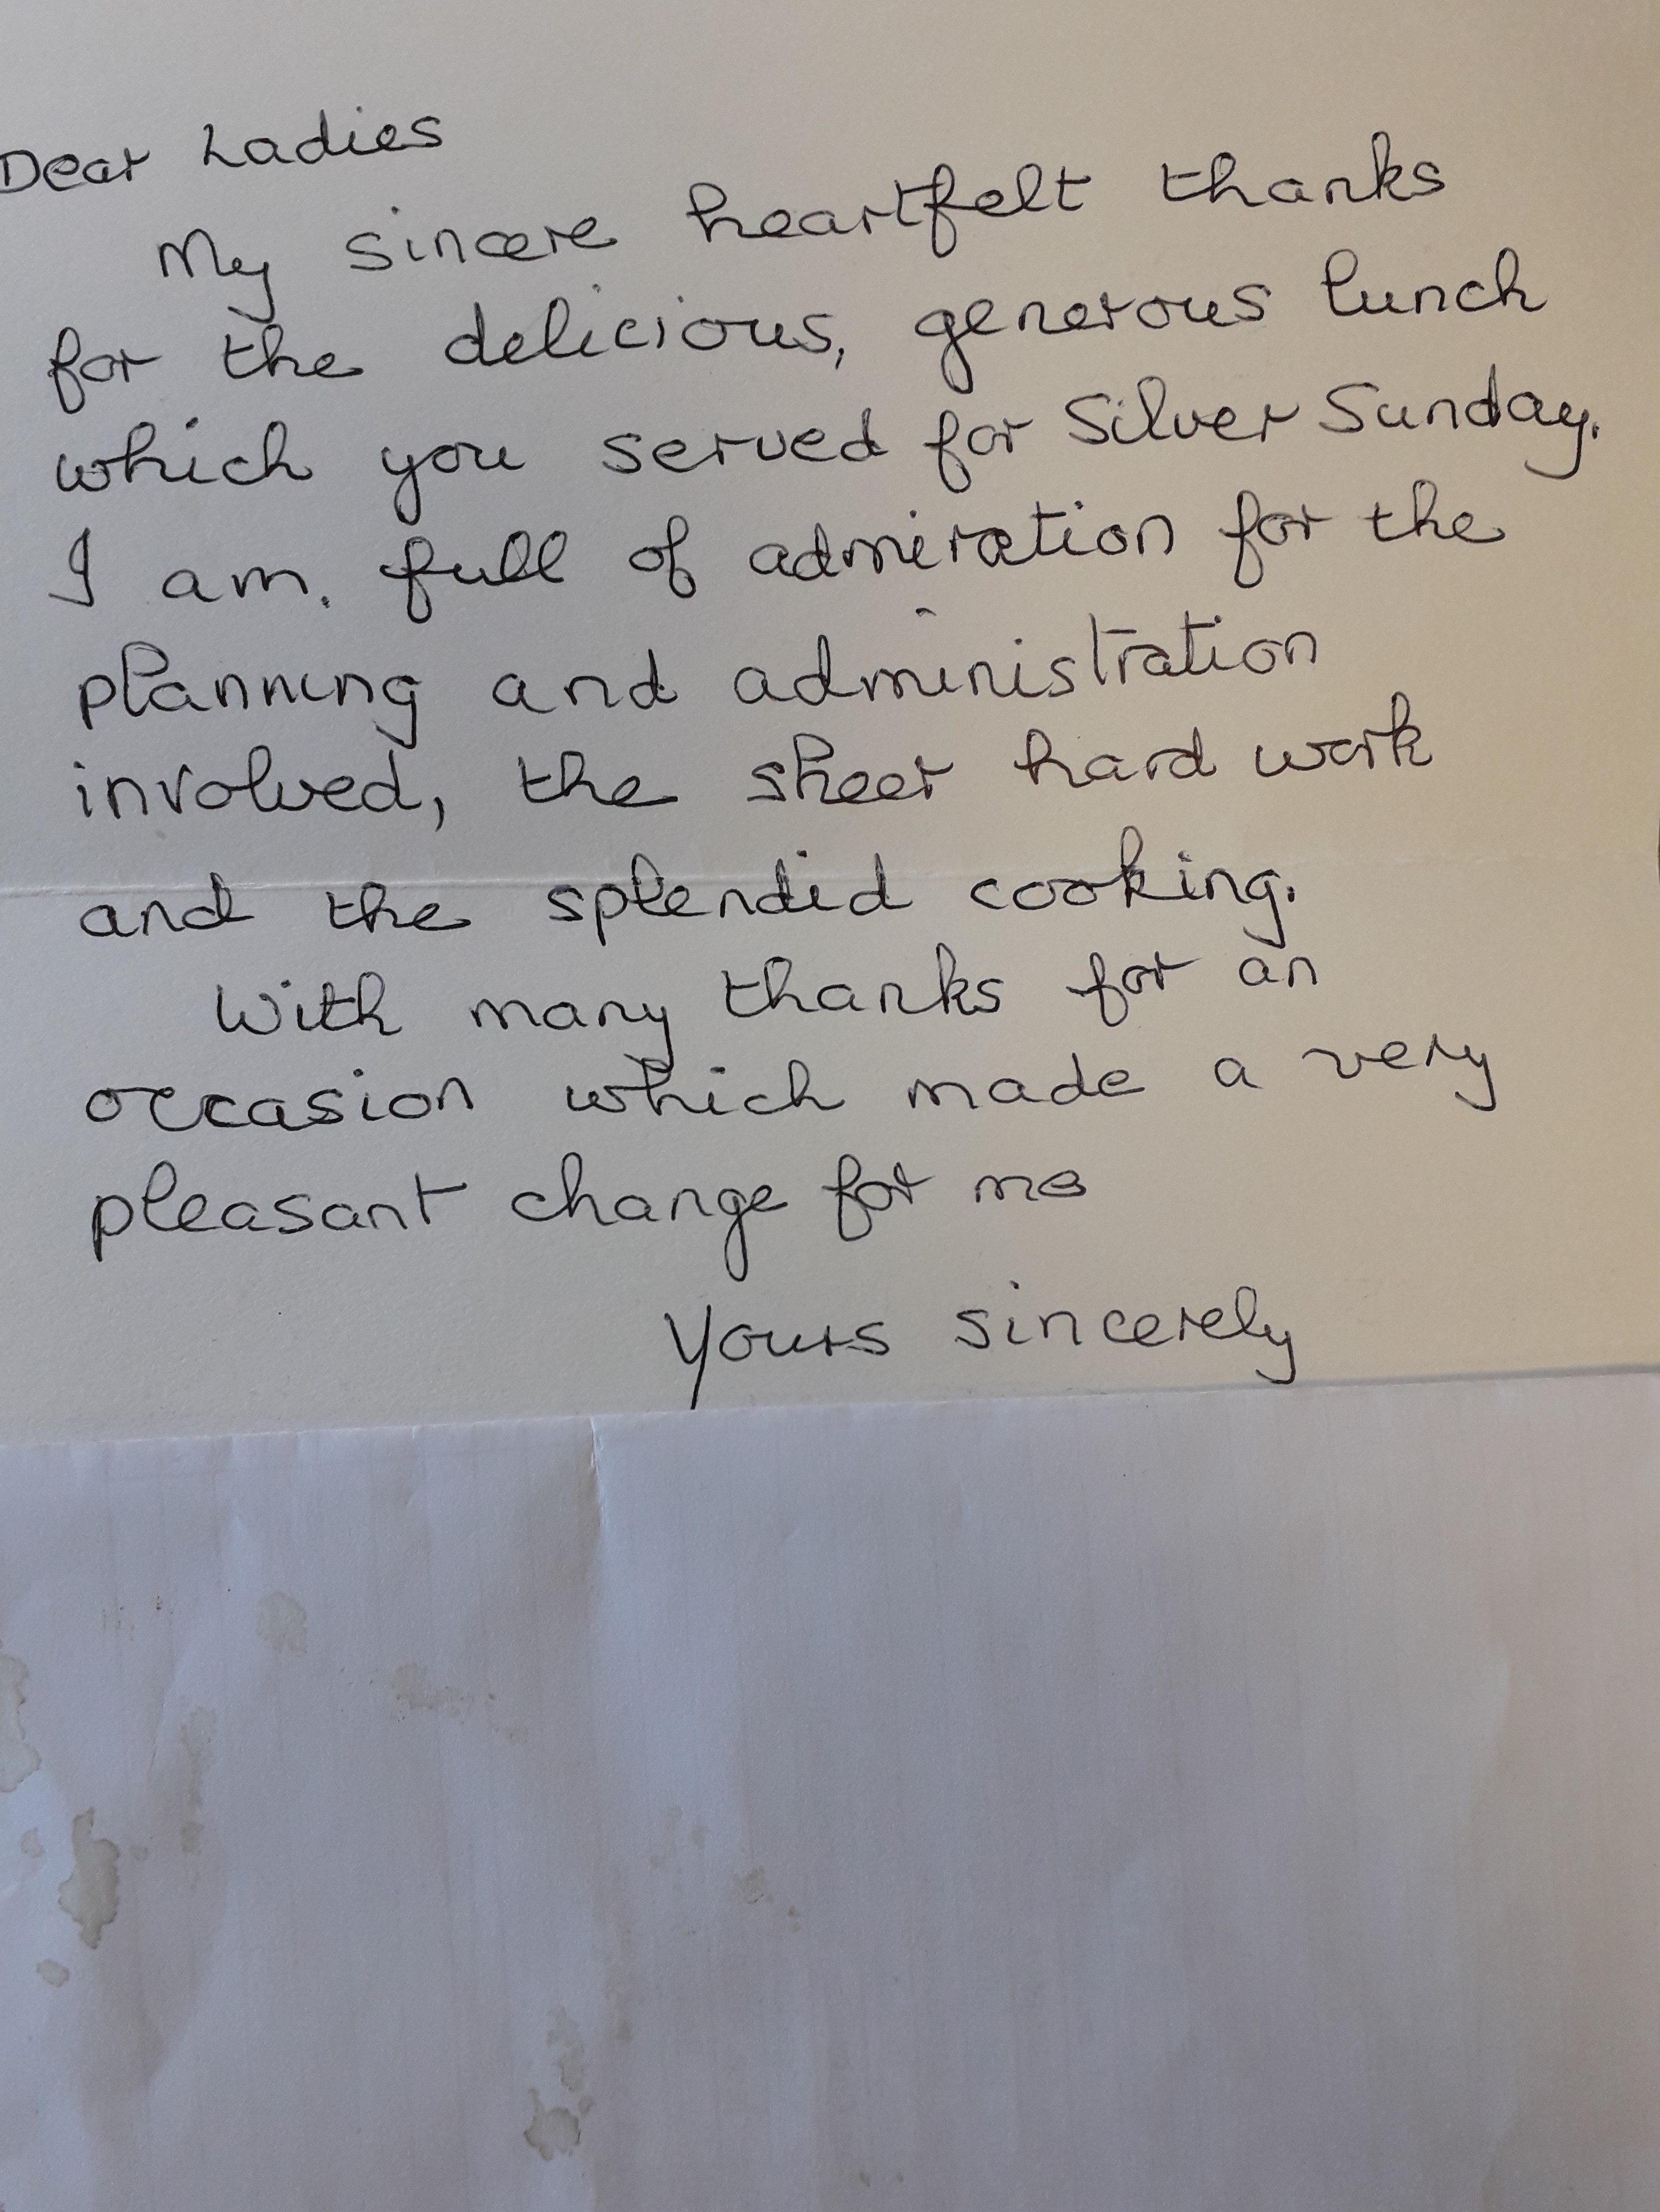 Dear Ladies
My sincere heartfelt thanks
for the delicious, generous lunch
which you served for Silver Sunday.
I am. full of admiration for the
planning and administration
involved, the sheer hard work
and the splendid cooking.
With many thanks for an
occasion which made a very
pleasant change for me
Yours sincerely